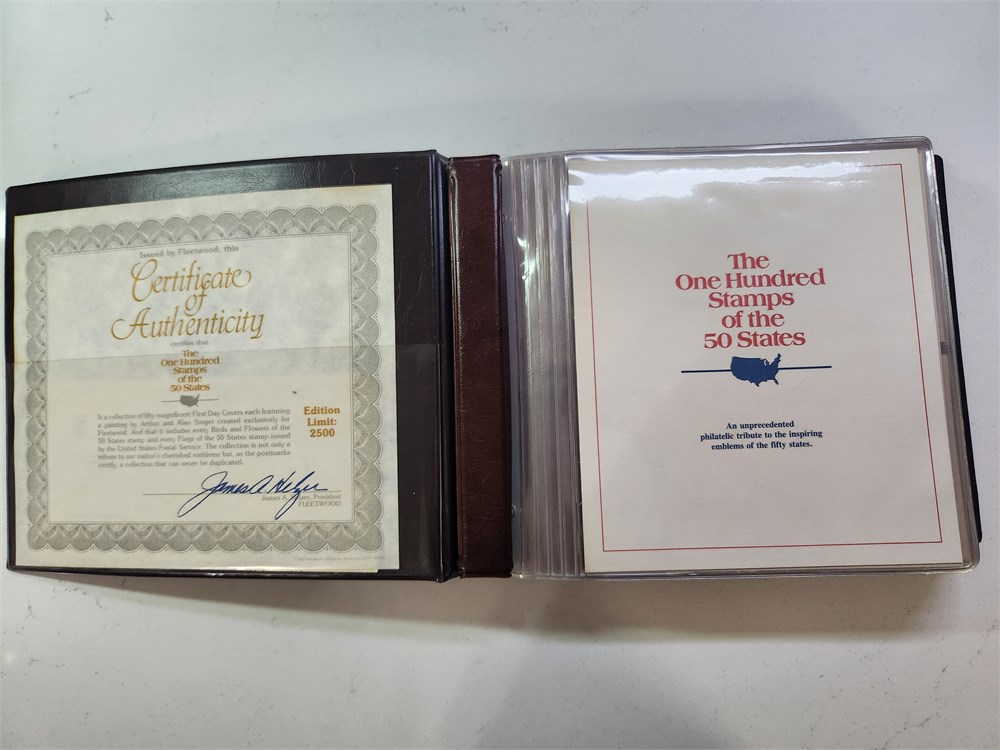 Issued by Fleetwood, this
Certificate
of
Authenticity
certifies that
The
One Hundred
Stamps
of the
50 States
Is a collection of fifty magnificent First Day Covers each featuring
a painting by Arthur and Alan Singer created exclusively for
Fleetwood. And that it includes every Birds and Flowers of the
50 States stamp and every Flags of the 50 States stamp issued
by the United States Postal Service. The collection is not only a
tribute to our nation's cherished emblems but, as the postmarks
certify, a collection that can never be duplicated.
Edition
Limit:
2500
James A. Helzer
James A. Helzer, President
FLEETWOOD
The
One Hundred
Stamps
of the
50 States
An unprecedented
philatelic tribute to the inspiring
emblems of the fifty states.